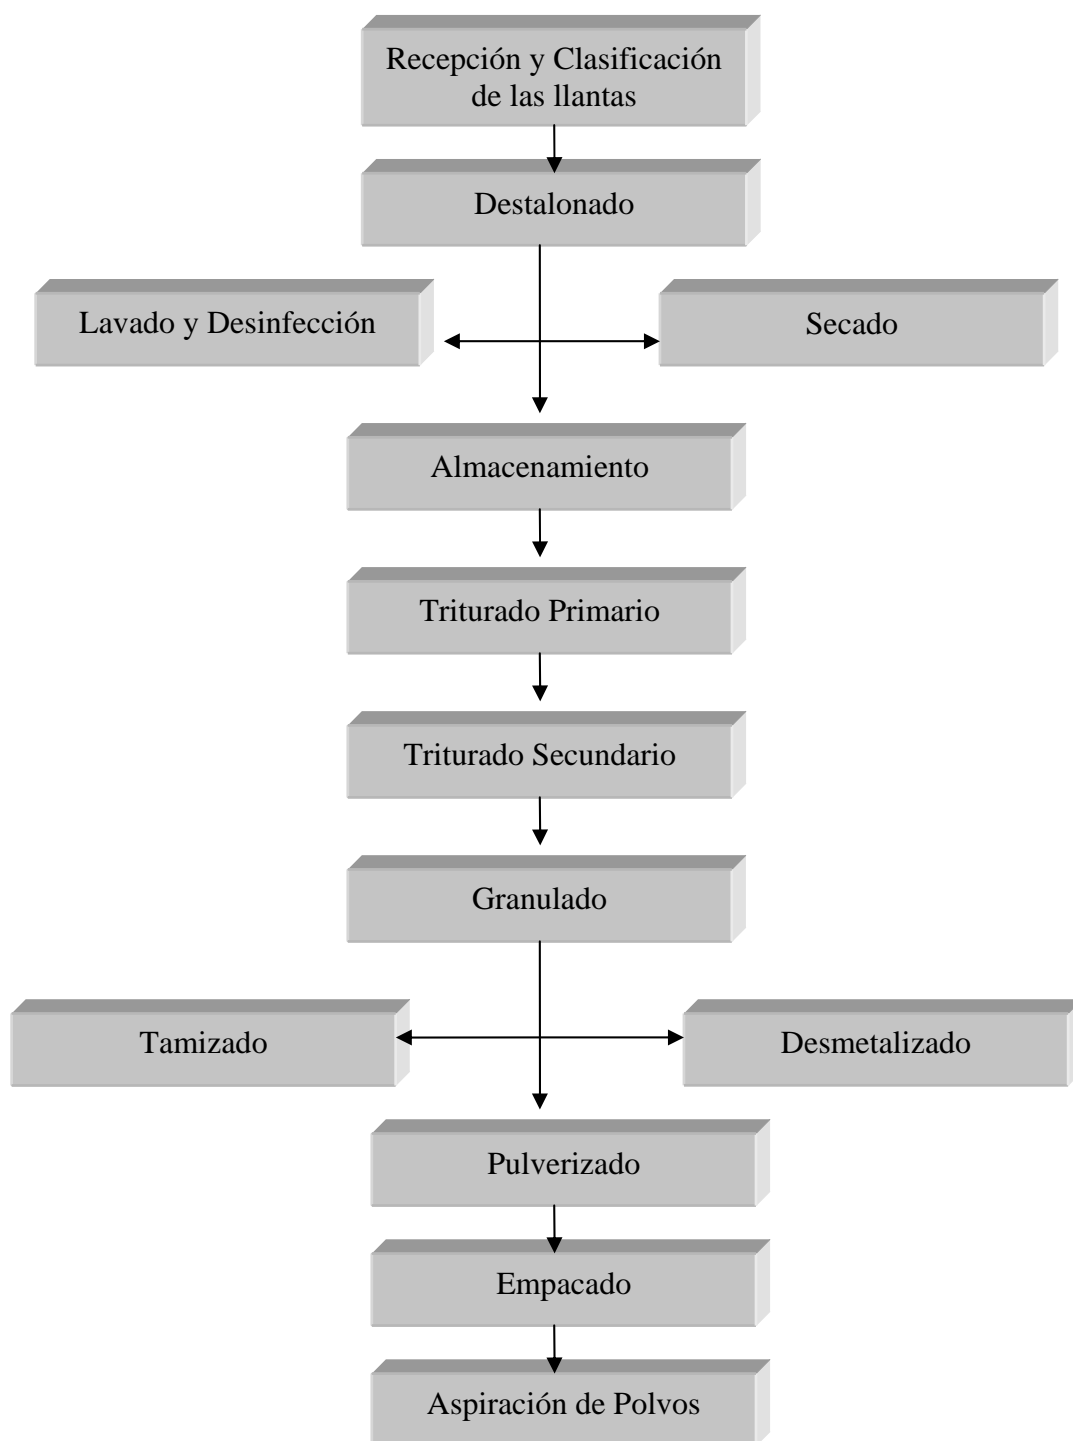 Recepción y Clasificación
de las llantas
Destalonado
Lavado y Desinfección
Secado
Almacenamiento
Triturado Primario
Triturado Secundario
Granulado
Tamizado
Desmetalizado
Pulverizado
Empacado
Aspiración de Polvos